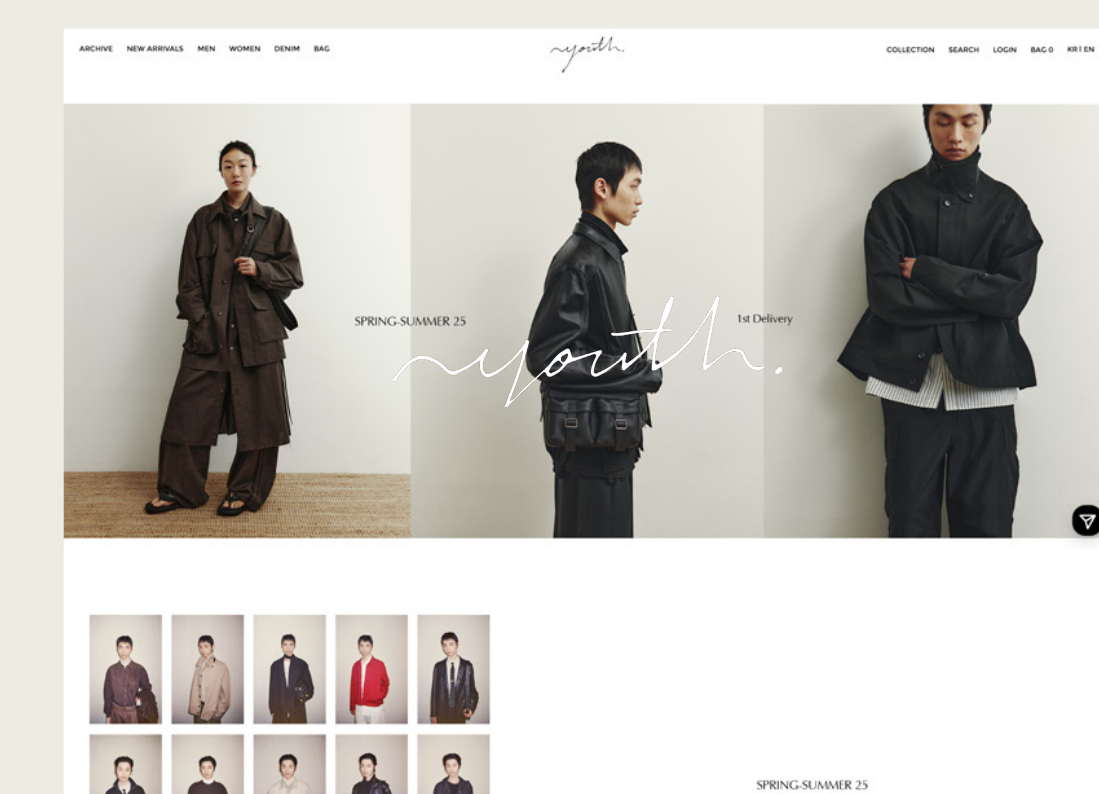 ARCHIVE NEW ARRIVALS MEN WOMEN DENIM BAG
youth.
COLLECTION SEARCH LOGIN BAG 0 KR | EN
SPRING-SUMMER 25
1st Delivery
youth.
SPRING-SUMMER 25